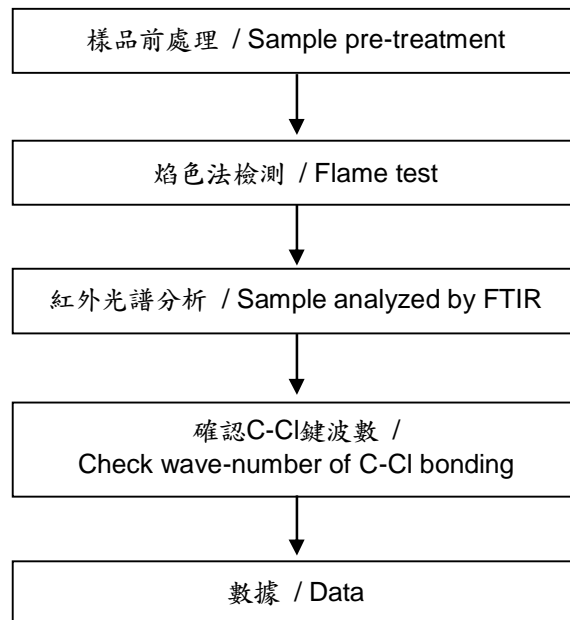 樣品前處理 / Sample pre-treatment
焰色法檢測 / Flame test
紅外光譜分析 / Sample analyzed by FTIR
確認C-Cl鍵波數 /
Check wave-number of C-Cl bonding
數據 / Data